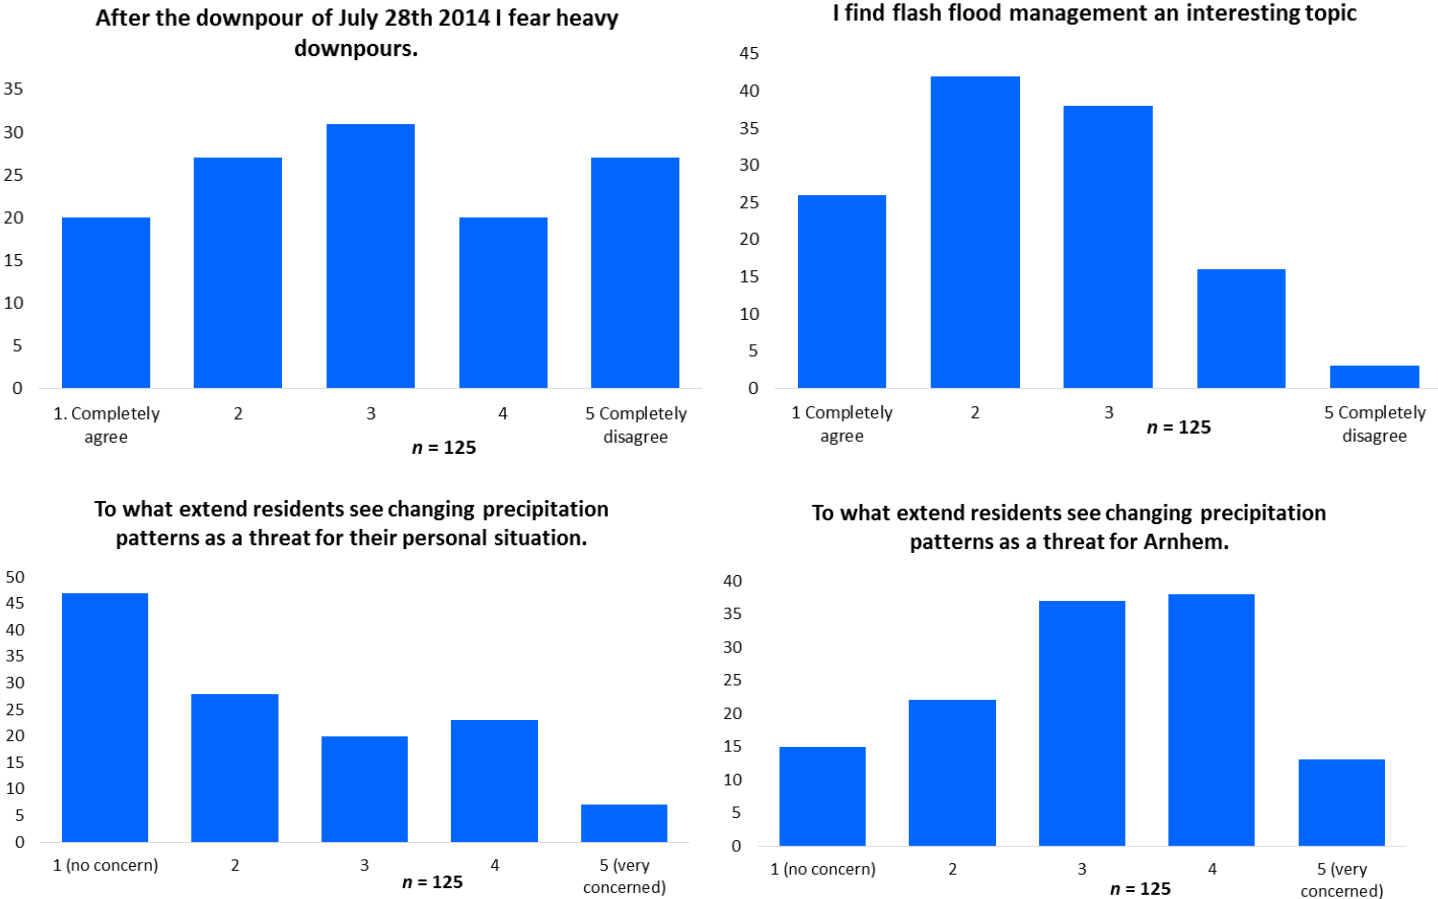 After the downpour of July 28th 2014 I fear heavy
downpours.
35
30
25
20
15
10
5
0
1. Completely
agree
2
3
4
5 Completely
disagree
n = 125
I find flash flood management an interesting topic
45
40
35
30
25
20
15
10
5
0
1 Completely
agree
2
3
5 Completely
disagree
n = 125
To what extend residents see changing precipitation
patterns as a threat for their personal situation.
50
45
40
35
30
25
20
15
10
5
0
1 (no concern)
2
3
4
5 (very
concerned)
n = 125
To what extend residents see changing precipitation
patterns as a threat for Arnhem.
40
35
30
25
20
15
10
5
0
1 (no concern)
2
3
4
5 (very
concerned)
n = 125